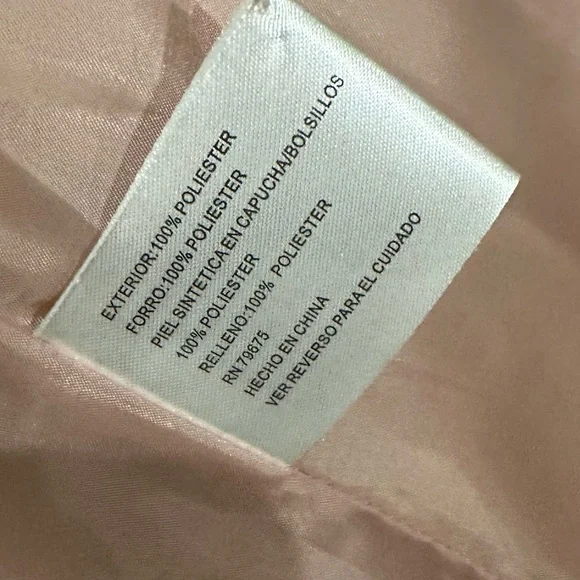 EXTERIOR:100% POLIESTER
FORRO:100% POLIESTER
PIEL SINTETICA EN CAPUCHA/BOLSILLOS
100% POLIESTER
RELLENO:100% POLIESTER
RN 79675
HECHO EN CHINA
VER REVERSO PARA EL CUIDADO